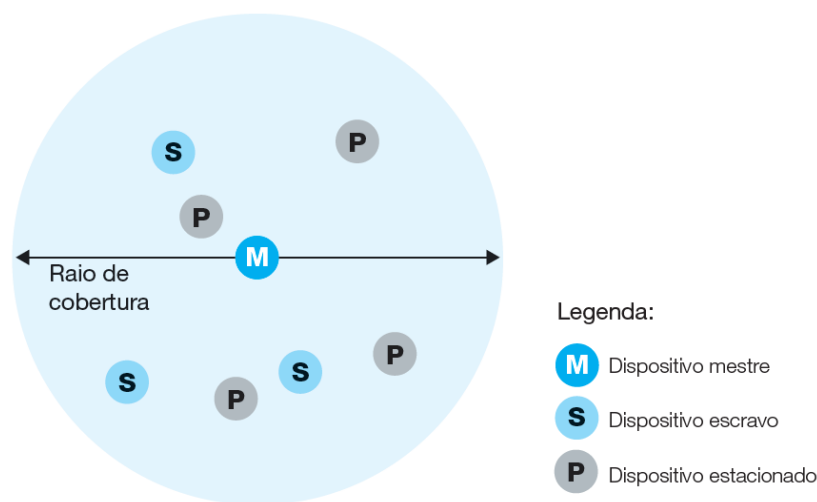 S
P
P
M
Raio de
cobertura
S
P
S
P
Legenda:
M Dispositivo mestre
S Dispositivo escravo
P Dispositivo estacionado